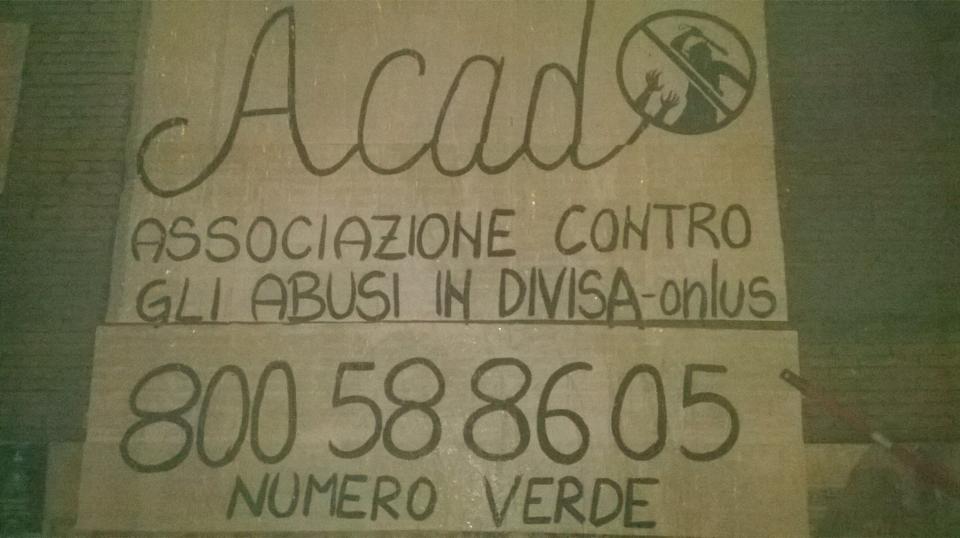 Acad
ASSOCIAZIONE CONTRO
GLI ABUSI IN DIVISA-onlus
800 58 86 05
NUMERO VERDE